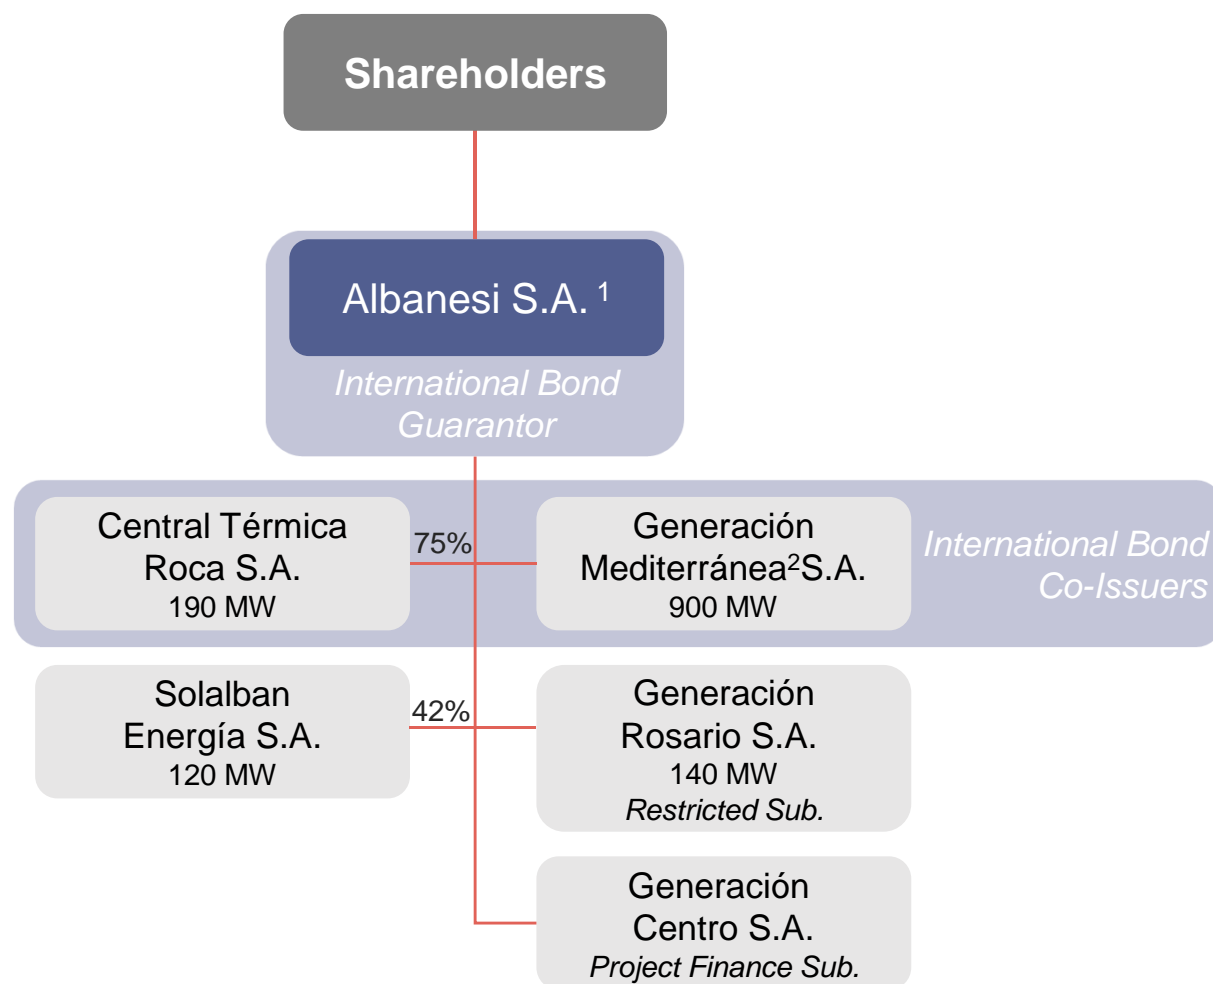 Shareholders
Albanesi S.A. 1
International Bond
Guarantor
Central Térmica
Roca S.A.
190 MW
75%
Generación
Mediterránea2S.A.
900 MW
International Bond
Co-Issuers
Solalban
Energía S.A.
120 MW
42%
Generación
Rosario S.A.
140 MW
Restricted Sub.
Generación
Centro S.A.
Project Finance Sub.